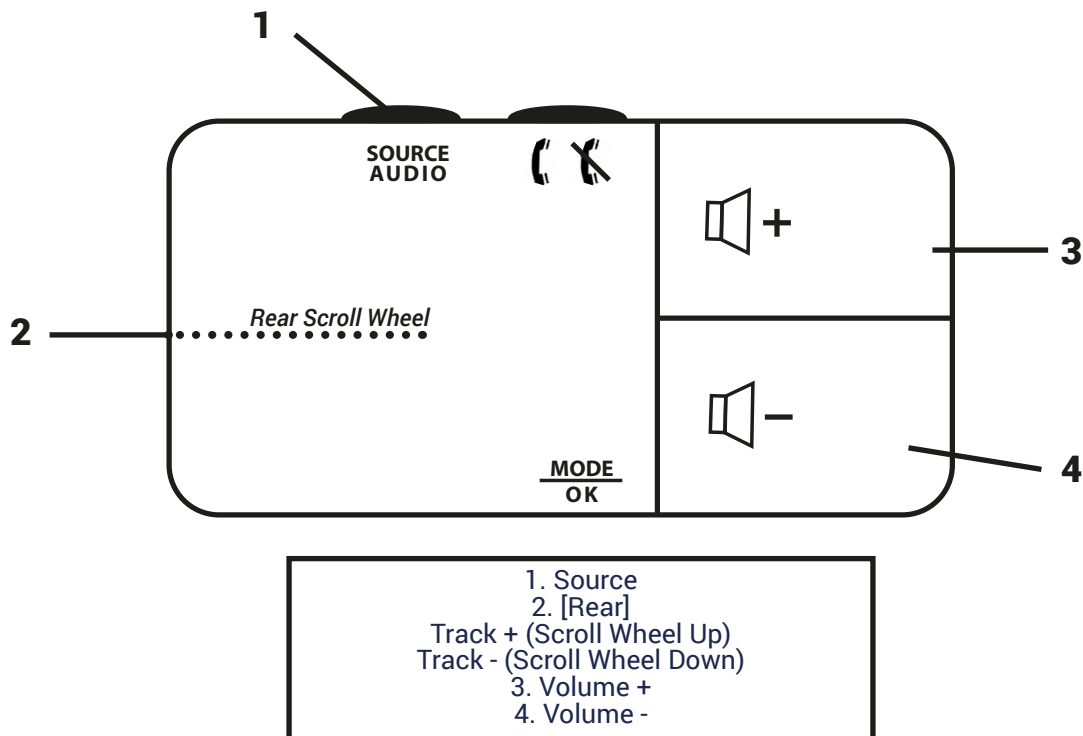 1
SOURCE
AUDIO
+
3
2
Rear Scroll Wheel
-
4
MODE
OK
1. Source
2. [Rear]
Track + (Scroll Wheel Up)
Track - (Scroll Wheel Down)
3. Volume +
4. Volume -